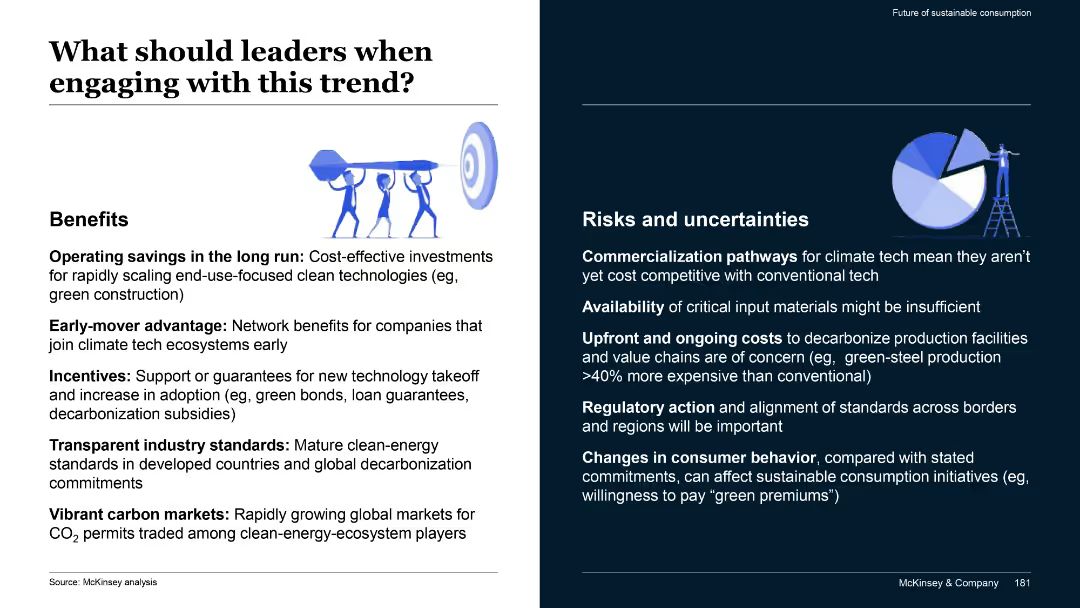 Future of sustainable consumption
What should leaders when
engaging with this trend?
Benefits
Operating savings in the long run: Cost-effective investments
for rapidly scaling end-use-focused clean technologies (eg,
green construction)
Early-mover advantage: Network benefits for companies that
join climate tech ecosystems early
Incentives: Support or guarantees for new technology takeoff
and increase in adoption (eg, green bonds, loan guarantees,
decarbonization subsidies)
Transparent industry standards: Mature clean-energy
standards in developed countries and global decarbonization
commitments
Vibrant carbon markets: Rapidly growing global markets for
CO₂ permits traded among clean-energy-ecosystem players
Source: McKinsey analysis
Risks and uncertainties
Commercialization pathways for climate tech mean they aren’t
yet cost competitive with conventional tech
Availability of critical input materials might be insufficient
Upfront and ongoing costs to decarbonize production facilities
and value chains are of concern (eg, green-steel production
>40% more expensive than conventional)
Regulatory action and alignment of standards across borders
and regions will be important
Changes in consumer behavior, compared with stated
commitments, can affect sustainable consumption initiatives (eg,
willingness to pay “green premiums”)
McKinsey & Company 181